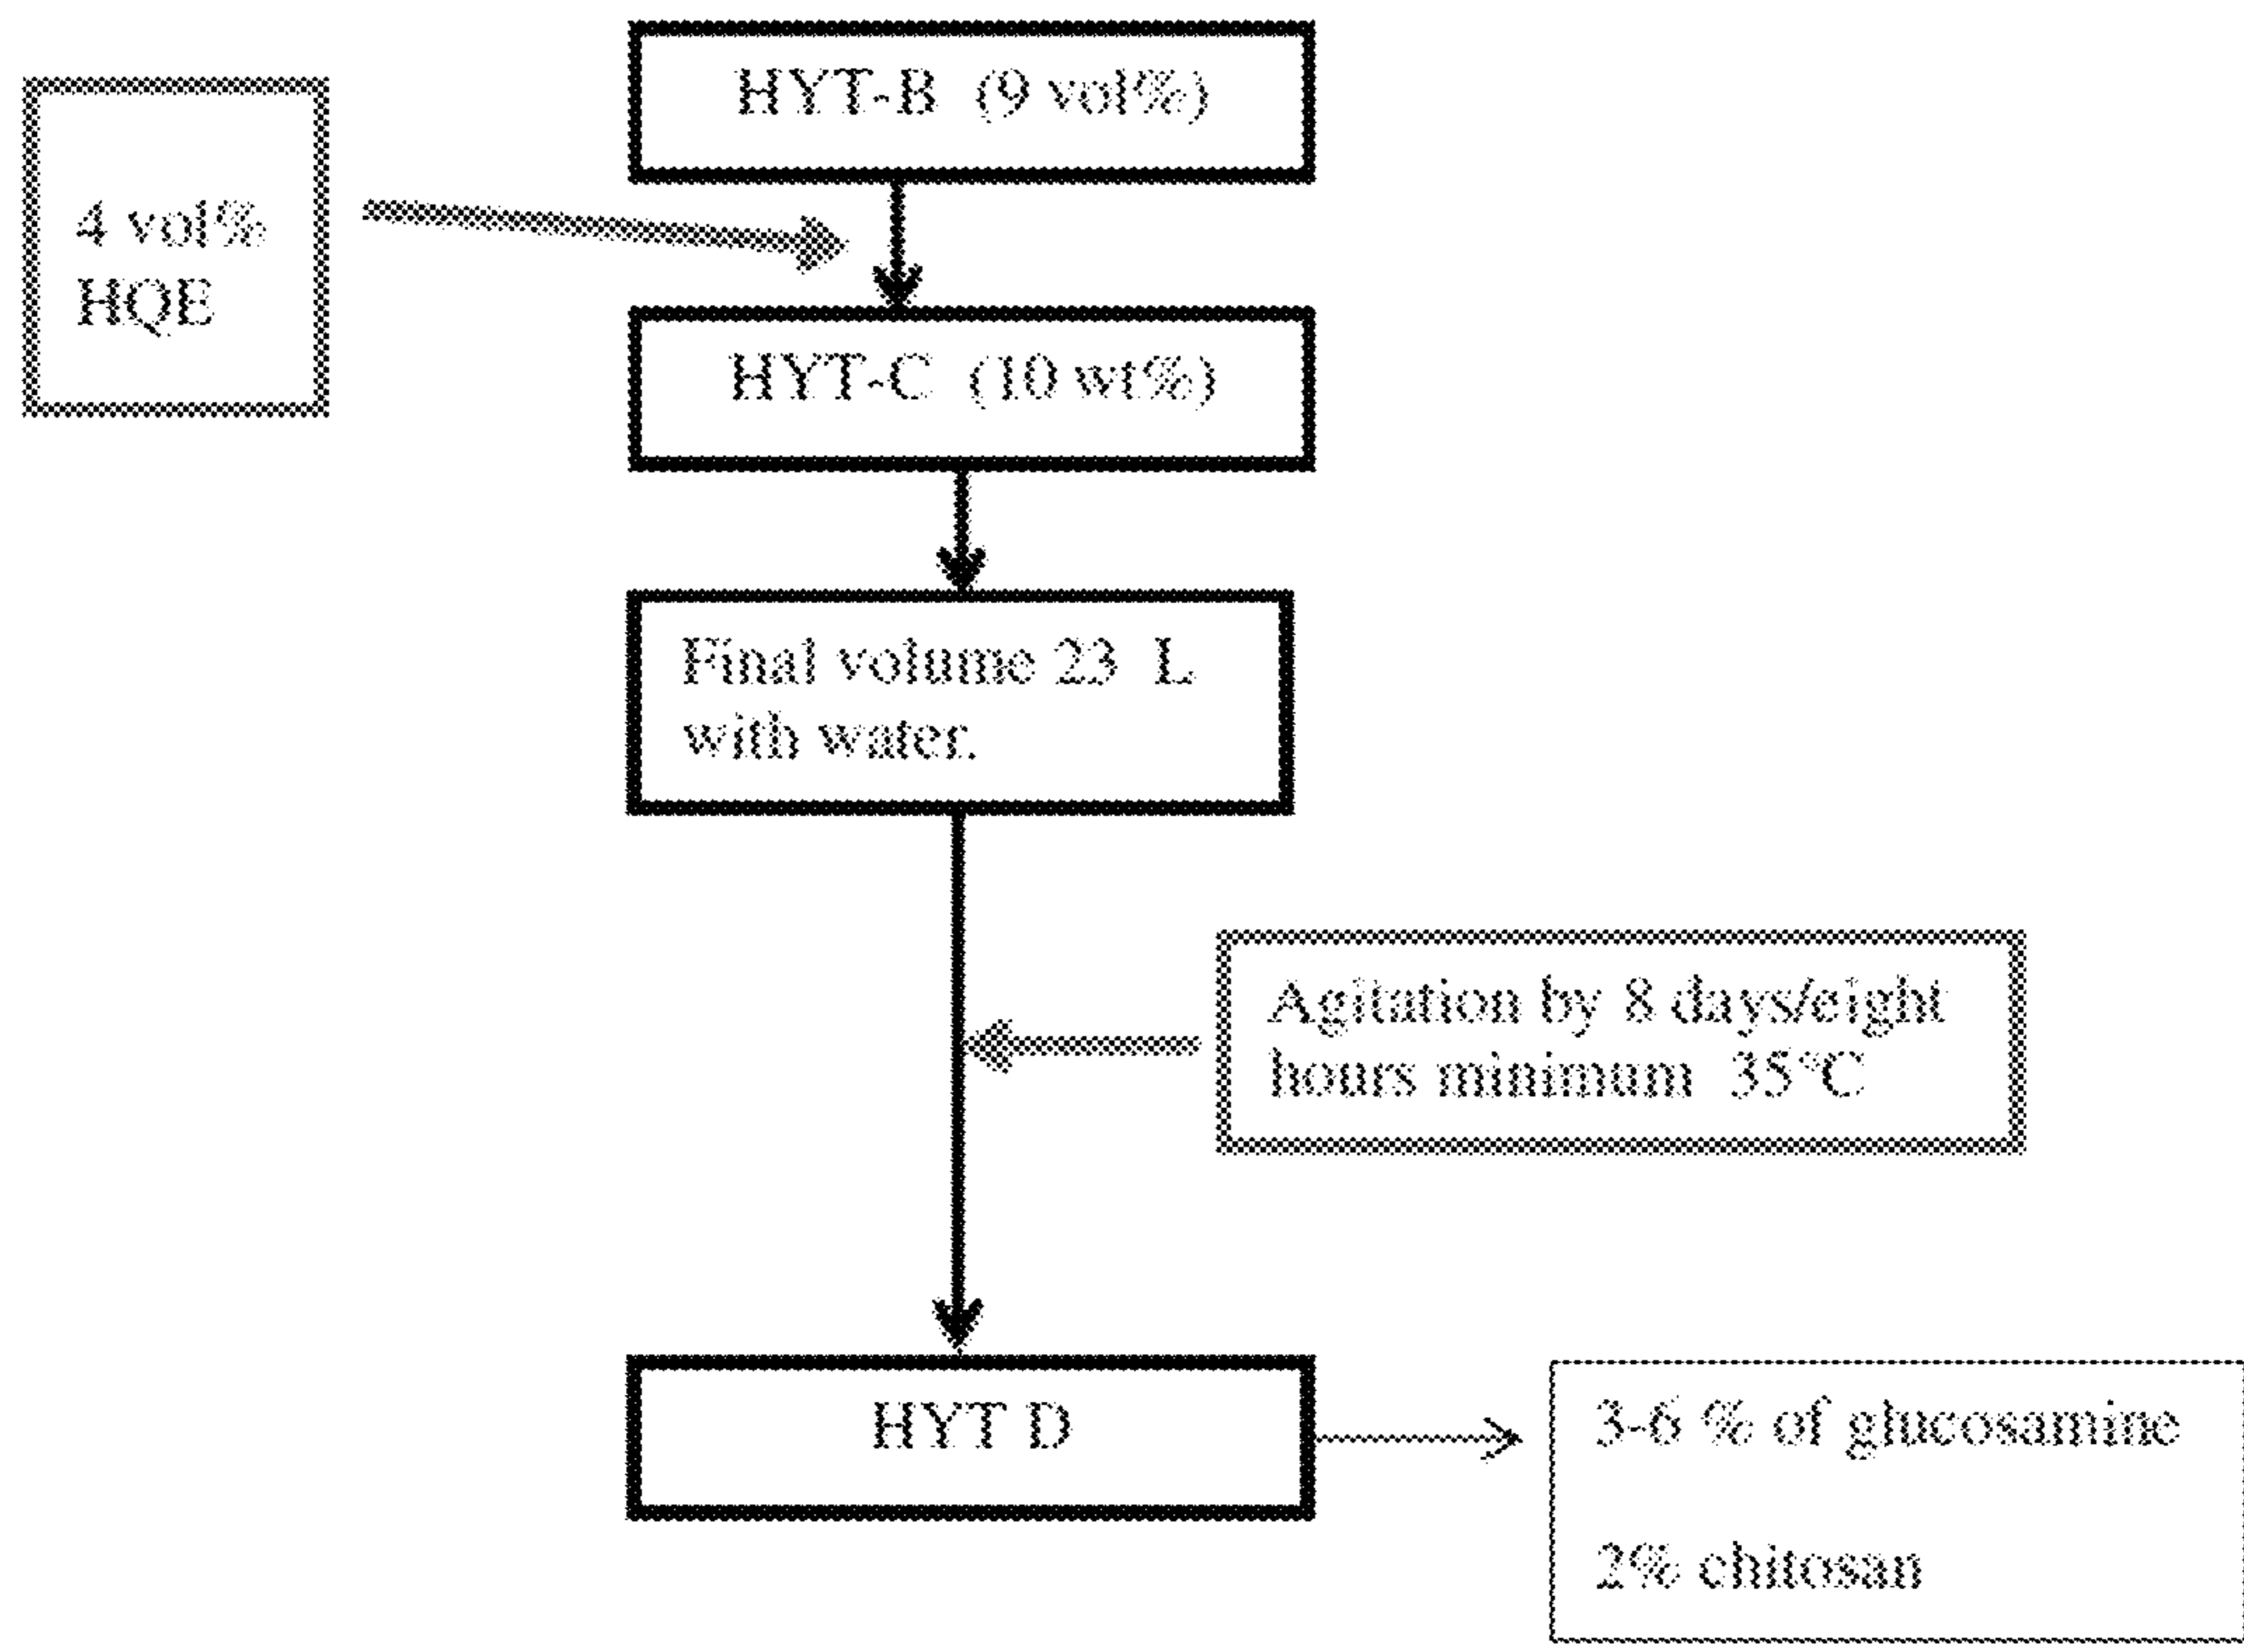 HYT-B (9 vol%)
4 vol%
HQE
HYT-C (10 wt%)
Final volume 23 L
with water.
Agitation by 8 days/eight
hours minimum 35°C
HYT D
3-6 % of glucosamine
2% chitosan